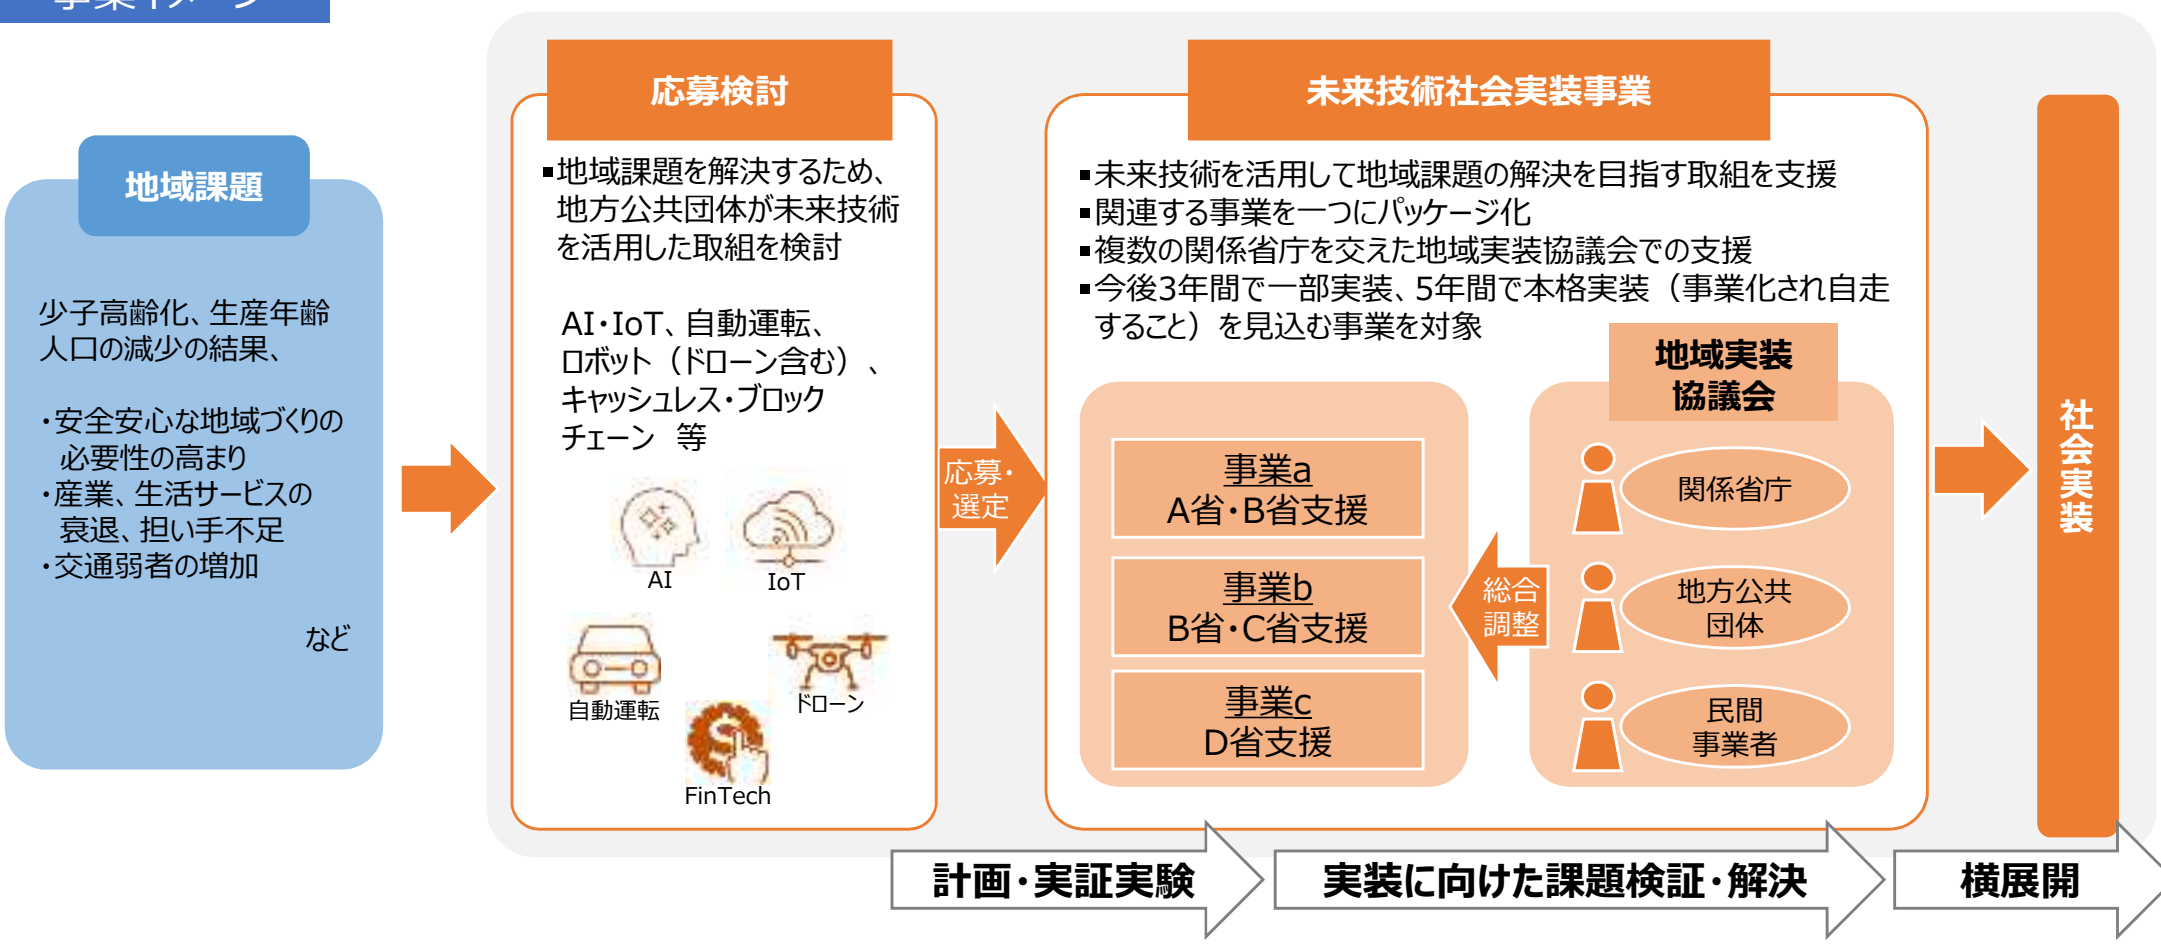 事業イメージ
地域課題
少子高齢化、生産年齢
人口の減少の結果、
・安全安心な地域づくりの
必要性の高まり
・産業、生活サービスの
衰退、担い手不足
・交通弱者の増加
など
応募検討
▪地域課題を解決するため、
地方公共団体が未来技術
を活用した取組を検討
AI・IoT、自動運転、
ロボット（ドローン含む）、
キャッシュレス・ブロック
チェーン 等
AI
IoT
自動運転
ドローン
FinTech
応募・
選定
未来技術社会実装事業
▪未来技術を活用して地域課題の解決を目指す取組を支援
▪関連する事業を一つにパッケージ化
▪複数の関係省庁を交えた地域実装協議会での支援
▪今後3年間で一部実装、5年間で本格実装（事業化され自走
すること）を見込む事業を対象
事業a
A省・B省支援
事業b
B省・C省支援
事業c
D省支援
総合
調整
地域実装
協議会
関係省庁
地方公共
団体
民間
事業者
社会実装
計画・実証実験
実装に向けた課題検証・解決
横展開